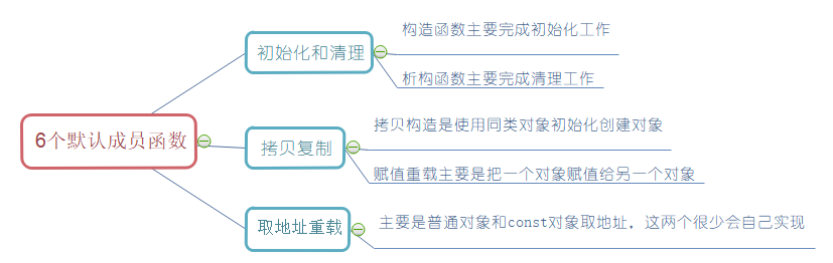 6个默认成员函数
初始化和清理
构造函数主要完成初始化工作
析构函数主要完成清理工作
拷贝复制
拷贝构造是使用同类对象初始化创建对象
赋值重载主要是把一个对象赋值给另一个对象
取地址重载
主要是普通对象和const对象取地址，这两个很少会自己实现